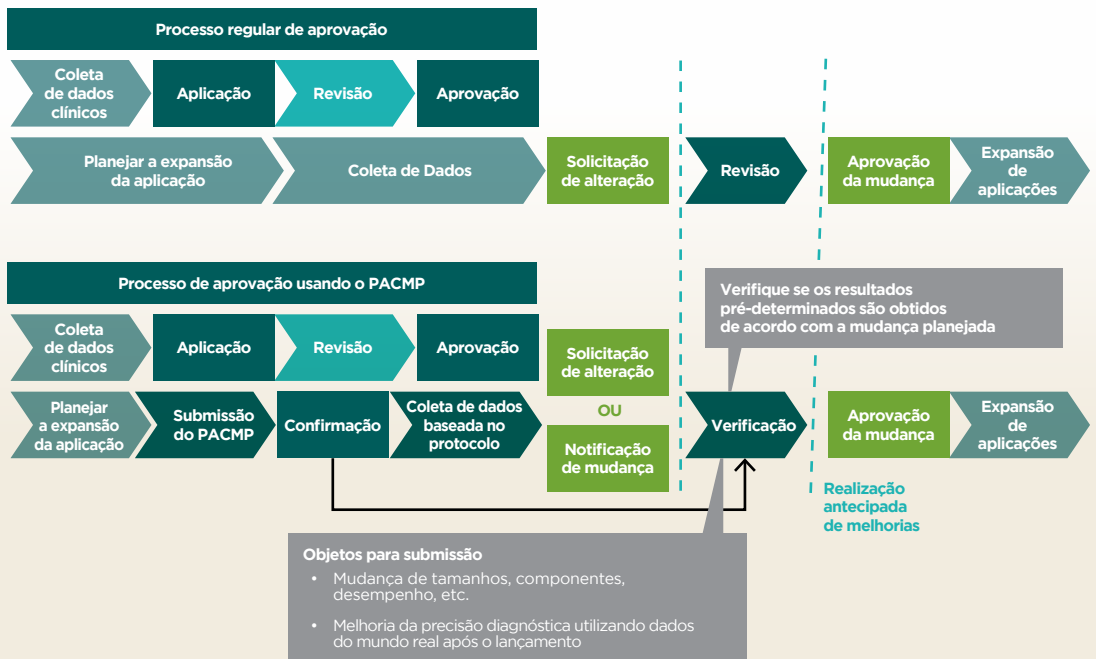 Processo regular de aprovação
Coleta
de dados
clínicos
Aplicação
Revisão
Aprovação
Planejar a expansão
da aplicação
Coleta de Dados
Solicitação
de alteração
Revisão
Aprovação
da mudança
Expansão
de
aplicações
Processo de aprovação usando o PACMP
Verifique se os resultados
pré-determinados são obtidos
de acordo com a mudança planejada
Coleta
de dados
clínicos
Aplicação
Revisão
Aprovação
Solicitação
de alteração
OU
Notificação
de mudança
Planejar
a expansão
da aplicação
Submissão
do PACMP
Confirmação
Coleta de dados
baseada no
protocolo
Verificação
Aprovação
da mudança
Expansão
de
aplicações
Realização
antecipada
de melhorias
Objetos para submissão
• Mudança de tamanhos, componentes,
desempenho, etc.
• Melhoria da precisão diagnóstica utilizando dados
do mundo real após o lançamento